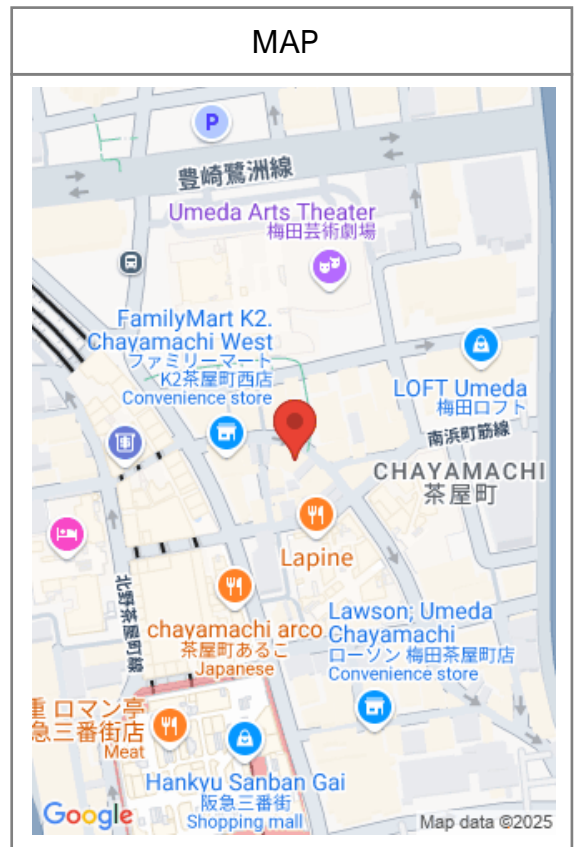 MAP
P
豊崎鷺洲線
Umeda Arts Theater
梅田芸術劇場
FamilyMart K2.
Chayamachi West
ファミリーマート
K2茶屋町西店
Convenience store
LOFT Umeda
梅田ロフト
南浜町筋線
CHAYAMACHI
茶屋町
Lapine
北野茶屋町線
chayamachi arco
茶屋町あるこ
Japanese
Lawson; Umeda
Chayamachi
ローソン 梅田茶屋町店
Convenience store
重 ロマン亭
急三番街店
Meat
Hankyu Sanban Gai
阪急三番街
Shopping mall
Google
Map data ©2025